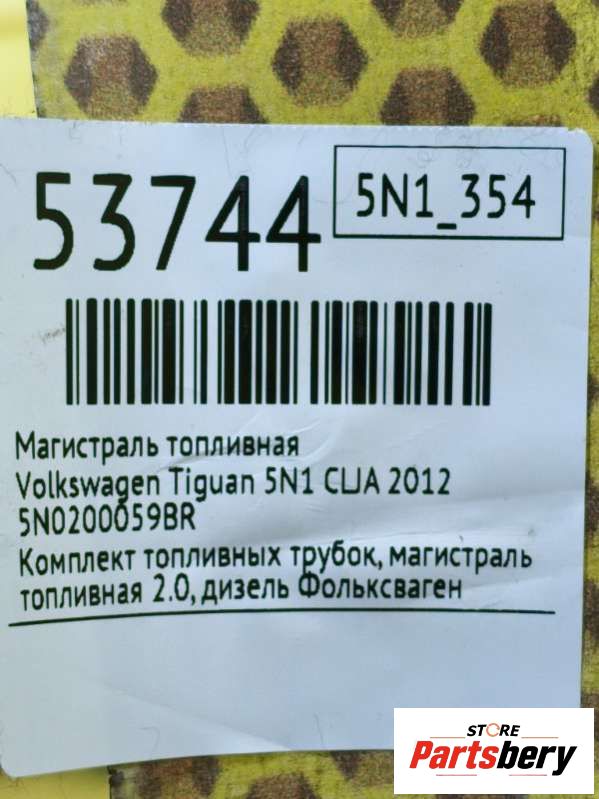 53744
5N1_354
Магистраль топливная
Volkswagen Tiguan 5N1 CLJA 2012
5N0200059BR
Комплект топливных трубок, магистраль
топливная 2.0, дизель Фольксваген
STORE
Partsbery